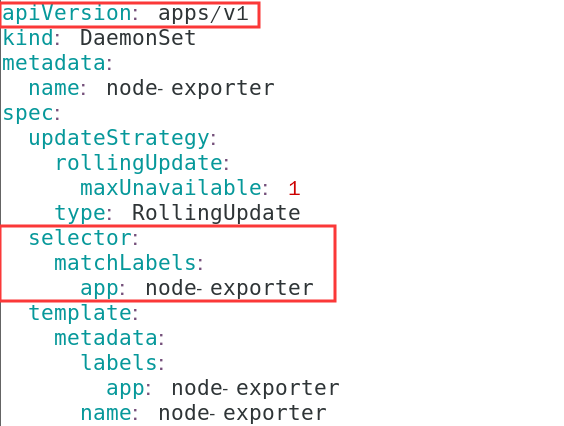 apiVersion: apps/v1
kind: DaemonSet
metadata:
  name: node-exporter
spec:
  updateStrategy:
    rollingUpdate:
      maxUnavailable: 1
    type: RollingUpdate
  selector:
    matchLabels:
      app: node-exporter
  template:
    metadata:
      labels:
        app: node-exporter
      name: node-exporter